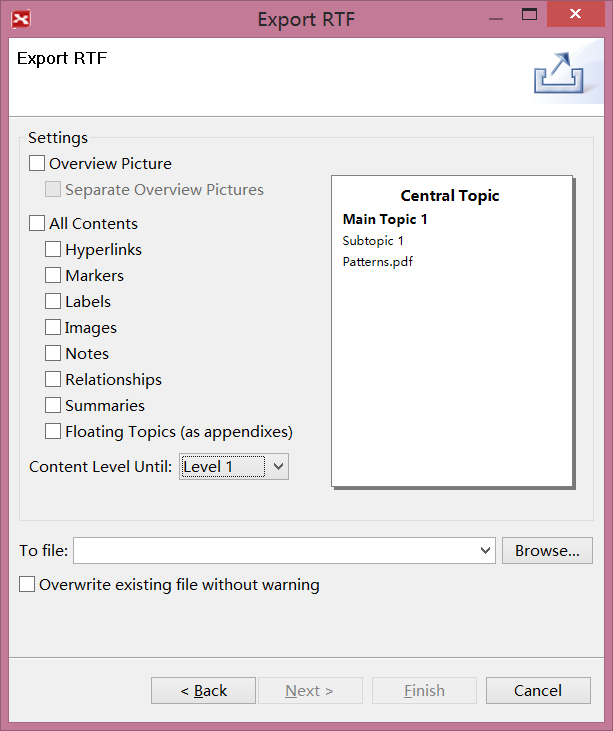 Export RTF
Export RTF
Settings
Overview Picture
Separate Overview Pictures
All Contents
Hyperlinks
Markers
Labels
Images
Notes
Relationships
Summaries
Floating Topics (as appendixes)
Content Level Until: Level 1
Central Topic
Main Topic 1
Subtopic 1
Patterns.pdf
To file: Browse...
Overwrite existing file without warning
< Back Next > Finish Cancel